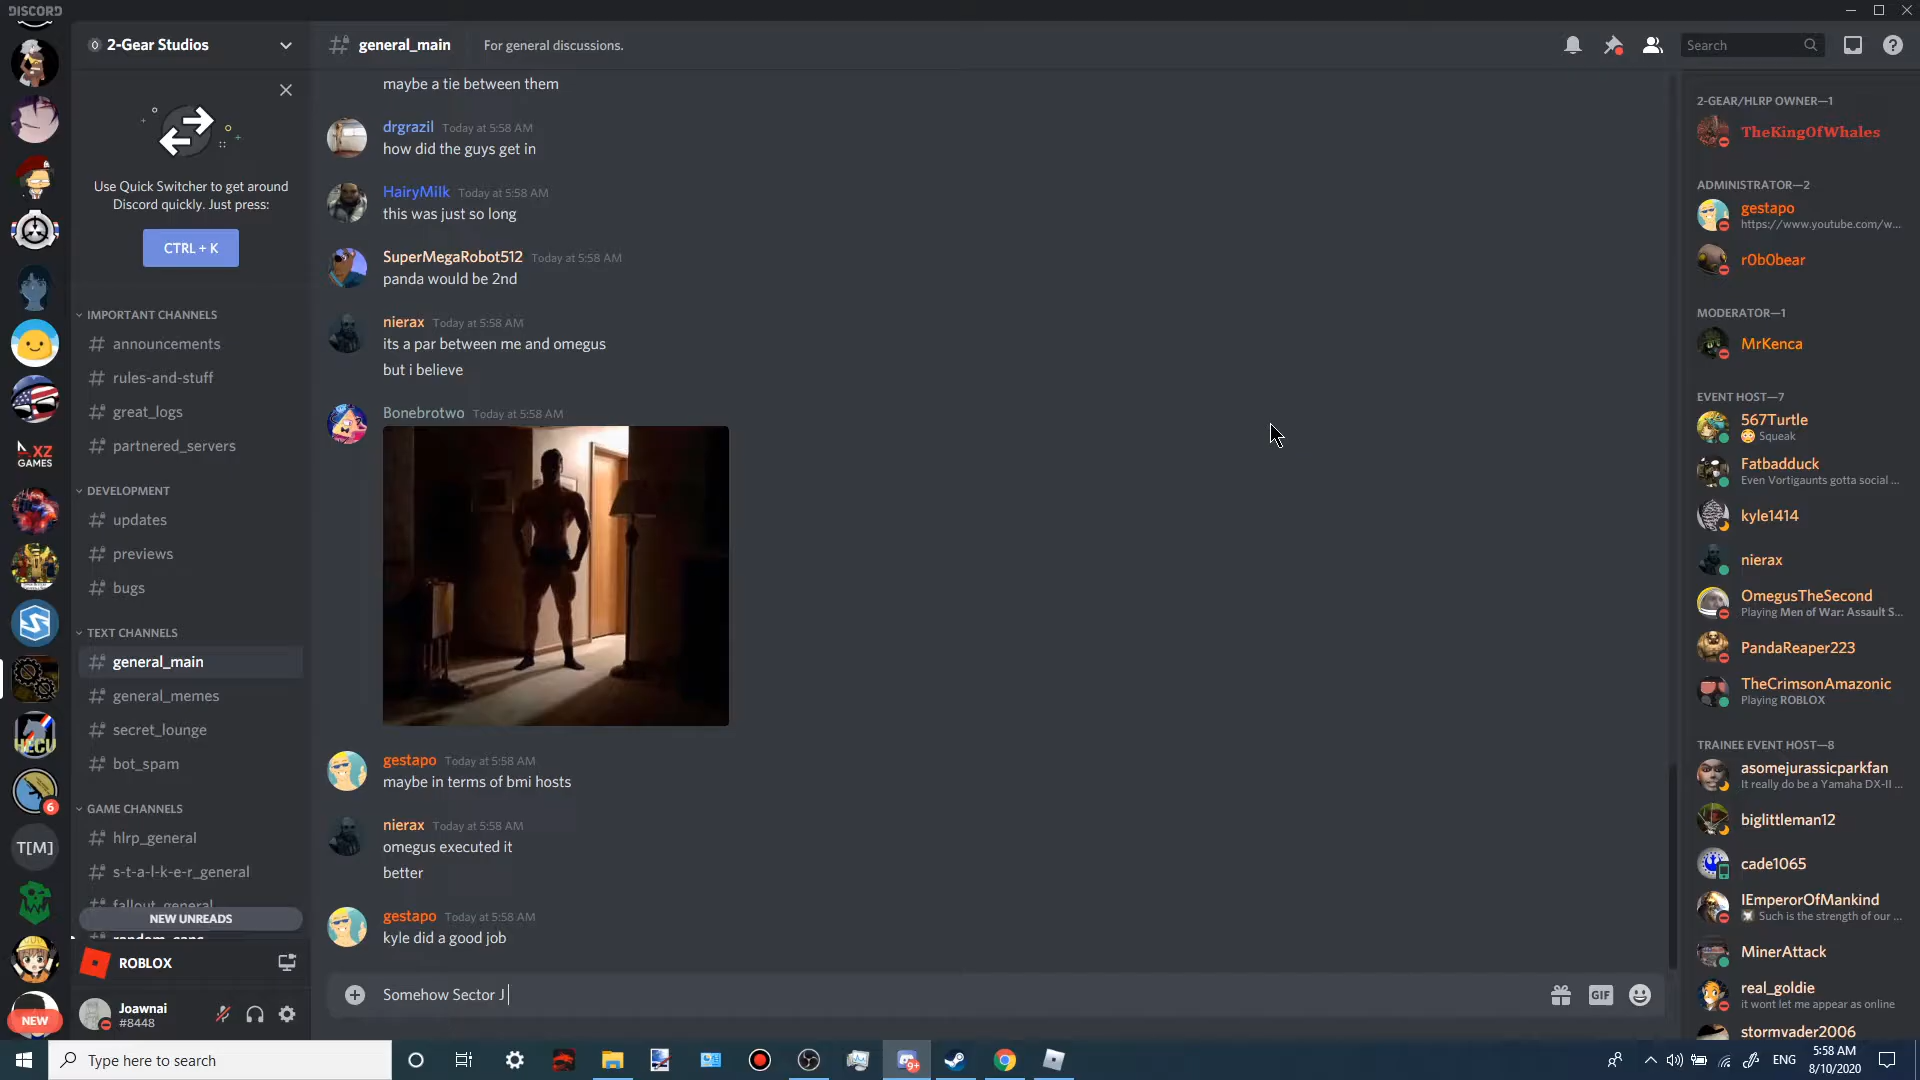 DISCORD
2-Gear Studios
general_main
For general discussions.
Search
Use Quick Switcher to get around
Discord quickly. Just press:
CTRL + K
IMPORTANT CHANNELS
announcements
rules-and-stuff
great_logs
partnered_servers
DEVELOPMENT
updates
previews
bugs
TEXT CHANNELS
general_main
general_memes
secret_lounge
bot_spam
GAME CHANNELS
hlrp_general
s-t-a-l-k-e-r_general
fallout_general
NEW UNREADS
ROBLOX
Joawnai
#8448
XZ
GAMES
HECU
6
T[M]
NEW
maybe a tie between them
drgrazil Today at 5:58 AM
how did the guys get in
HairyMilk Today at 5:58 AM
this was just so long
SuperMegaRobot512 Today at 5:58 AM
panda would be 2nd
nierax Today at 5:58 AM
its a par between me and omegus
but i believe
Bonebrotwo Today at 5:58 AM
gestapo Today at 5:58 AM
maybe in terms of bmi hosts
nierax Today at 5:58 AM
omegus executed it
better
gestapo Today at 5:58 AM
kyle did a good job
Somehow Sector J
GIF
2-GEAR/HLRP OWNER—1
TheKingOfWhales
ADMINISTRATOR—2
gestapo
https://www.youtube.com/w...
r0b0bear
MODERATOR—1
MrKenca
EVENT HOST—7
567Turtle
Squeak
Fatbadduck
Even Vortigaunts gotta social ...
kyle1414
nierax
OmegusTheSecond
Playing Men of War: Assault S...
PandaReaper223
TheCrimsonAmazonic
Playing ROBLOX
TRAINEE EVENT HOST—8
asomejurassicparkfan
It really do be a Yamaha DX-II ...
biglittleman12
cade1065
IEmperorOfMankind
Such is the strength of our ...
MinerAttack
real_goldie
it wont let me appear as online
stormvader2006
Type here to search
9+
ENG
5:58 AM
8/10/2020